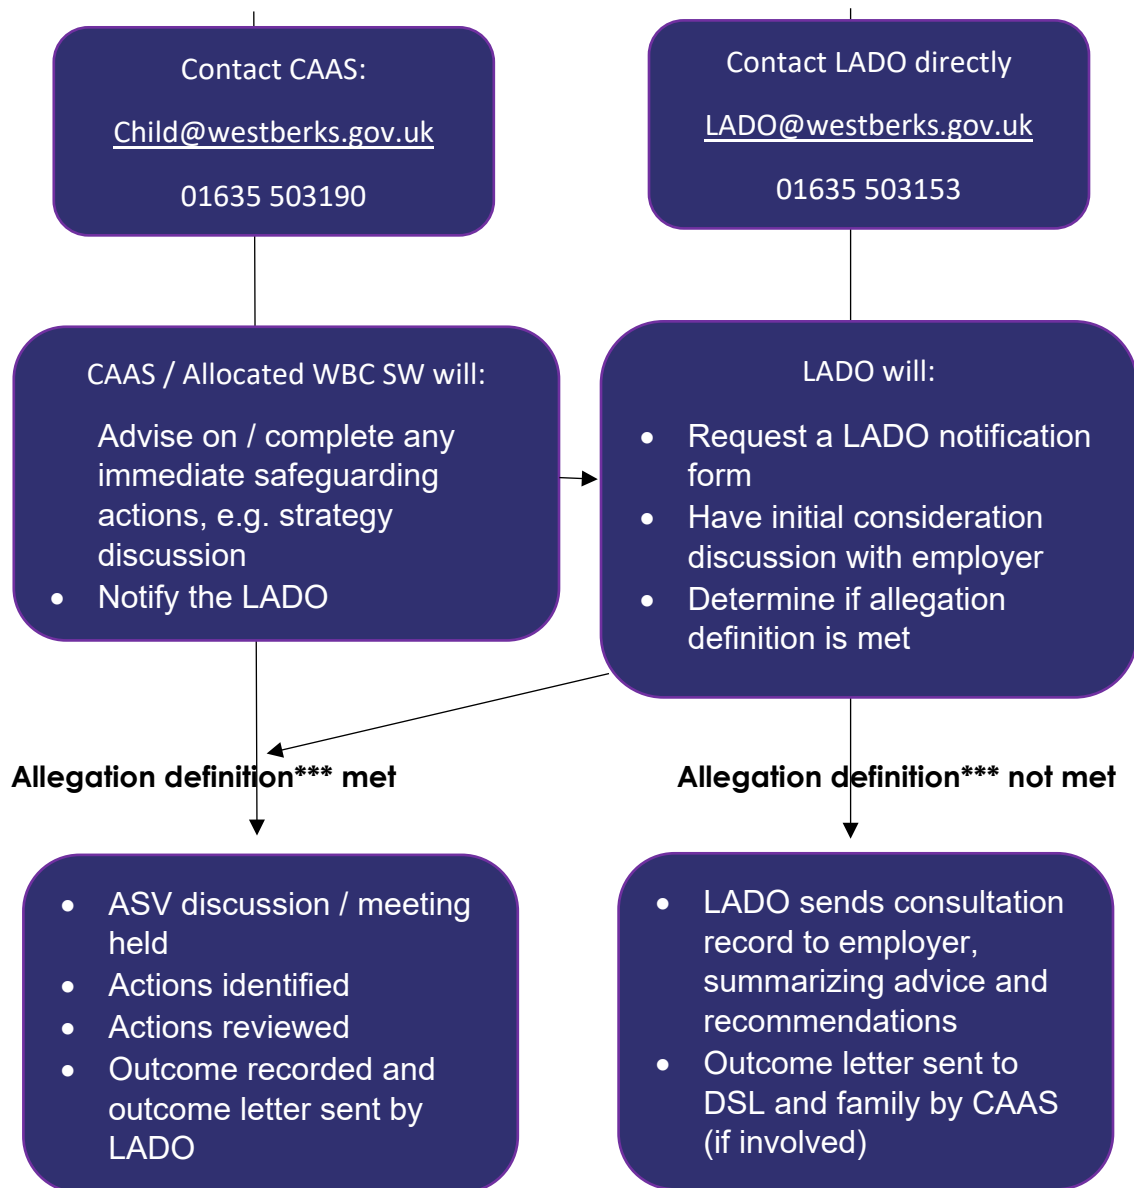 Contact CAAS:
Child@westberks.gov.uk
01635 503190
Contact LADO directly
LADO@westberks.gov.uk
01635 503153
CAAS / Allocated WBC SW will:
Advise on / complete any
immediate safeguarding
actions, e.g. strategy
discussion
• Notify the LADO
LADO will:
• Request a LADO notification
form
• Have initial consideration
discussion with employer
• Determine if allegation
definition is met
Allegation definition*** met
Allegation definition*** not met
• ASV discussion / meeting
held
• Actions identified
• Actions reviewed
• Outcome recorded and
outcome letter sent by
LADO
• LADO sends consultation
record to employer,
summarizing advice and
recommendations
• Outcome letter sent to
DSL and family by CAAS
(if involved)